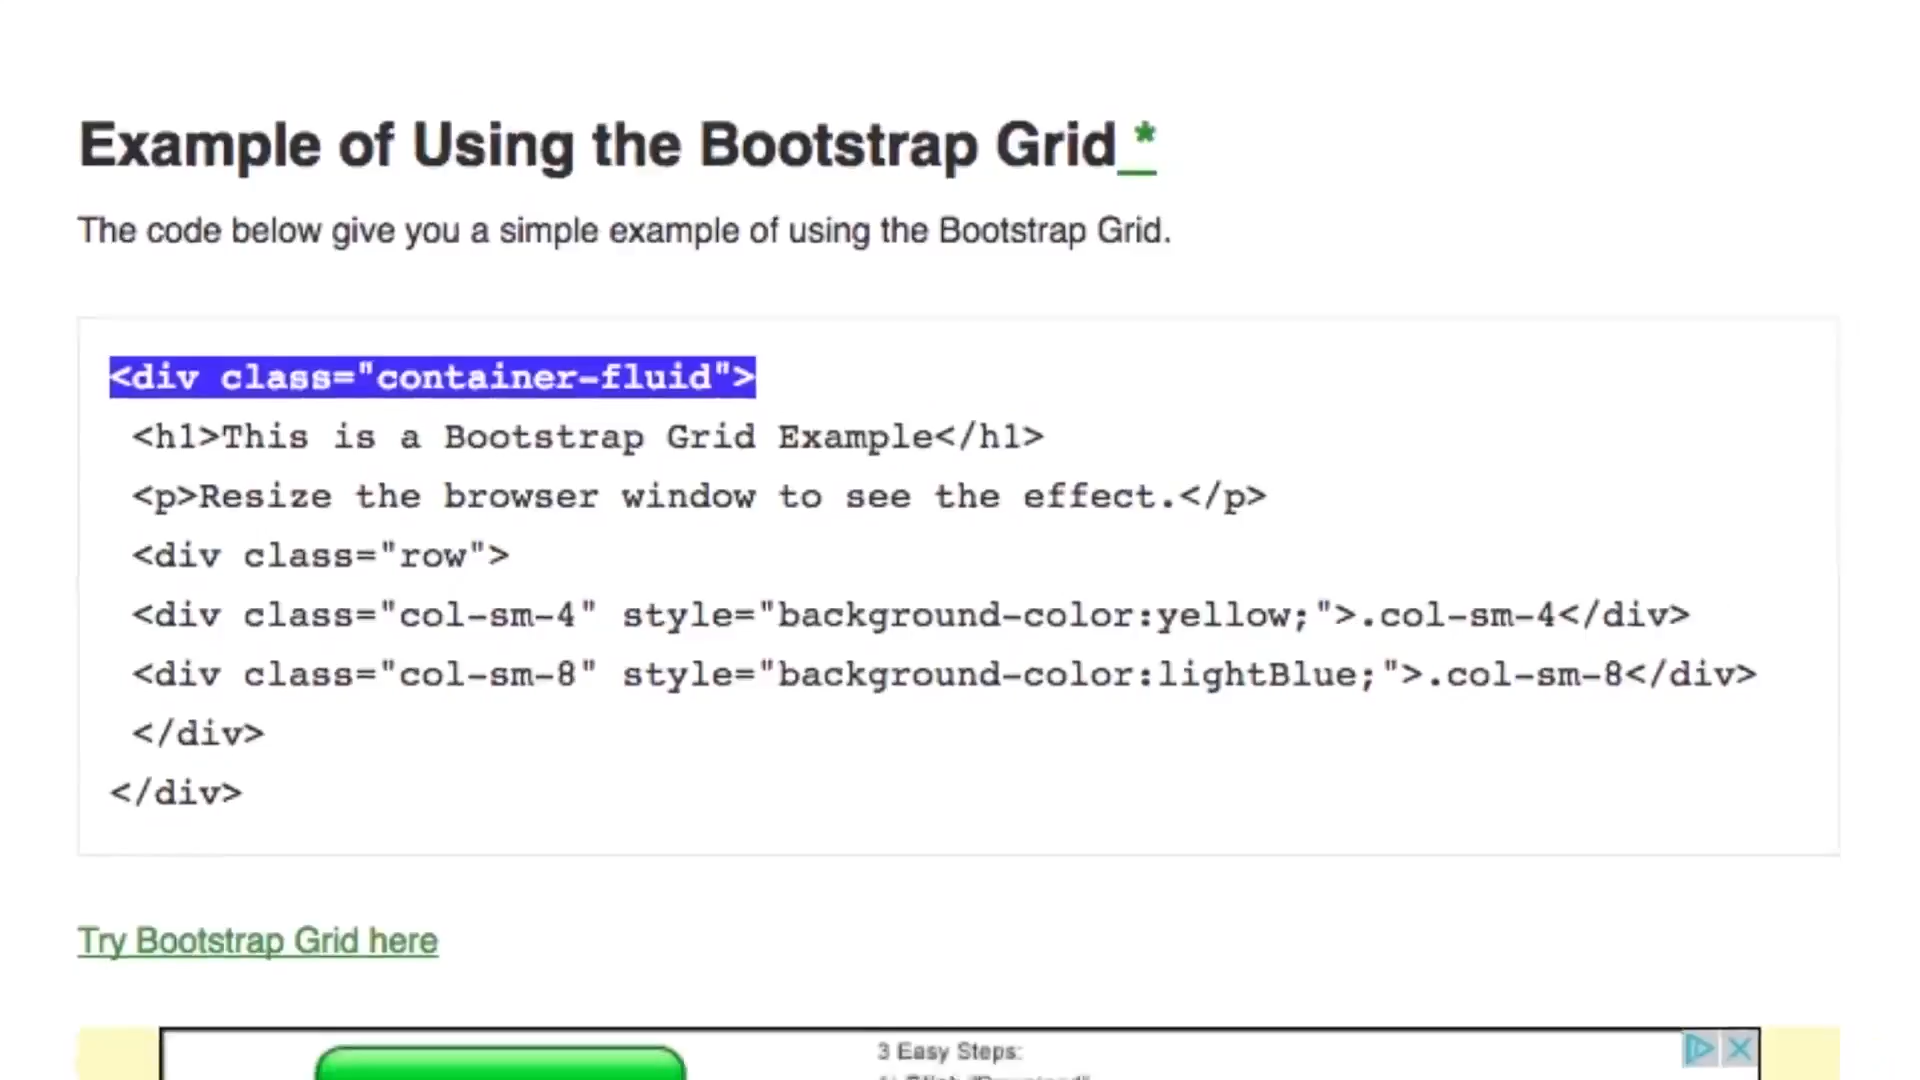 Example of Using the Bootstrap Grid *
The code below give you a simple example of using the Bootstrap Grid.
<div class="container-fluid">
<h1>This is a Bootstrap Grid Example</h1>
<p>Resize the browser window to see the effect.</p>
<div class="row">
<div class="col-sm-4" style="background-color:yellow;">.col-sm-4</div>
<div class="col-sm-8" style="background-color:lightBlue;">.col-sm-8</div>
</div>
</div>
Try Bootstrap Grid here
3 Easy Steps: